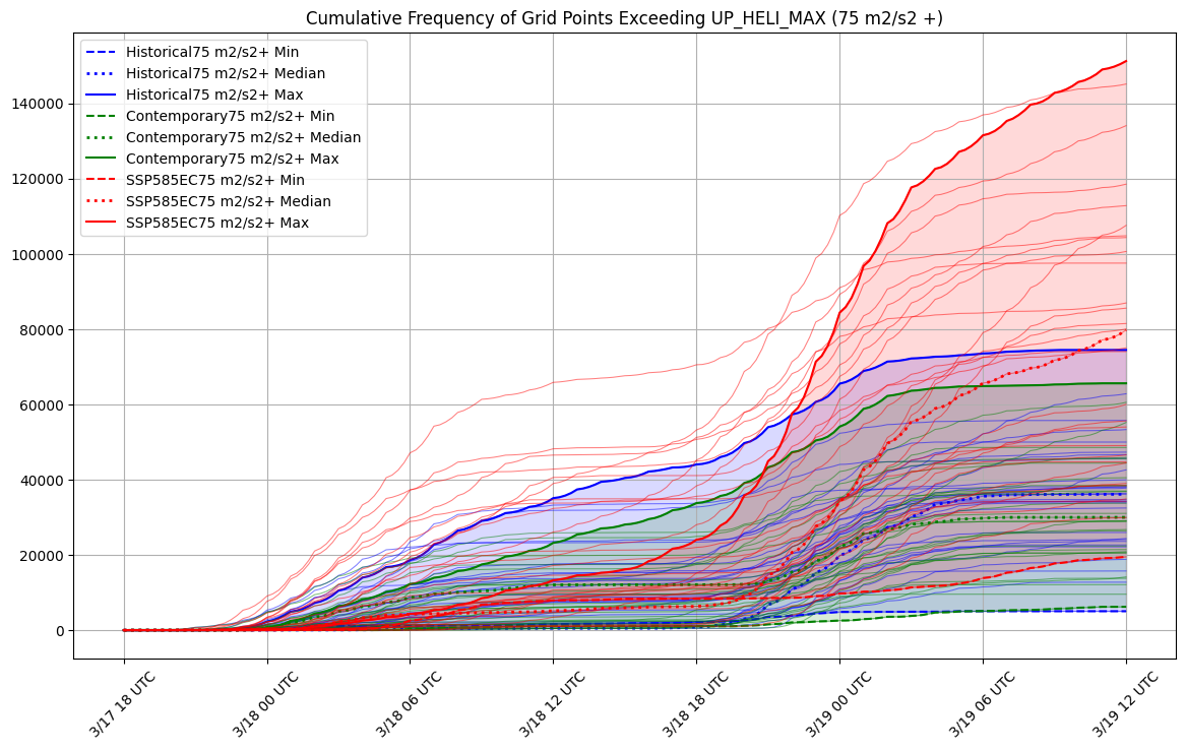 Cumulative Frequency of Grid Points Exceeding UP_HELI_MAX (75 m2/s2 +)
Historical75 m2/s2+ Min
Historical75 m2/s2+ Median
Historical75 m2/s2+ Max
Contemporary75 m2/s2+ Min
Contemporary75 m2/s2+ Median
Contemporary75 m2/s2+ Max
SSP585EC75 m2/s2+ Min
SSP585EC75 m2/s2+ Median
SSP585EC75 m2/s2+ Max
140000
120000
100000
80000
60000
40000
20000
0
3/17 18 UTC
3/18 00 UTC
3/18 06 UTC
3/18 12 UTC
3/18 18 UTC
3/19 00 UTC
3/19 06 UTC
3/19 12 UTC